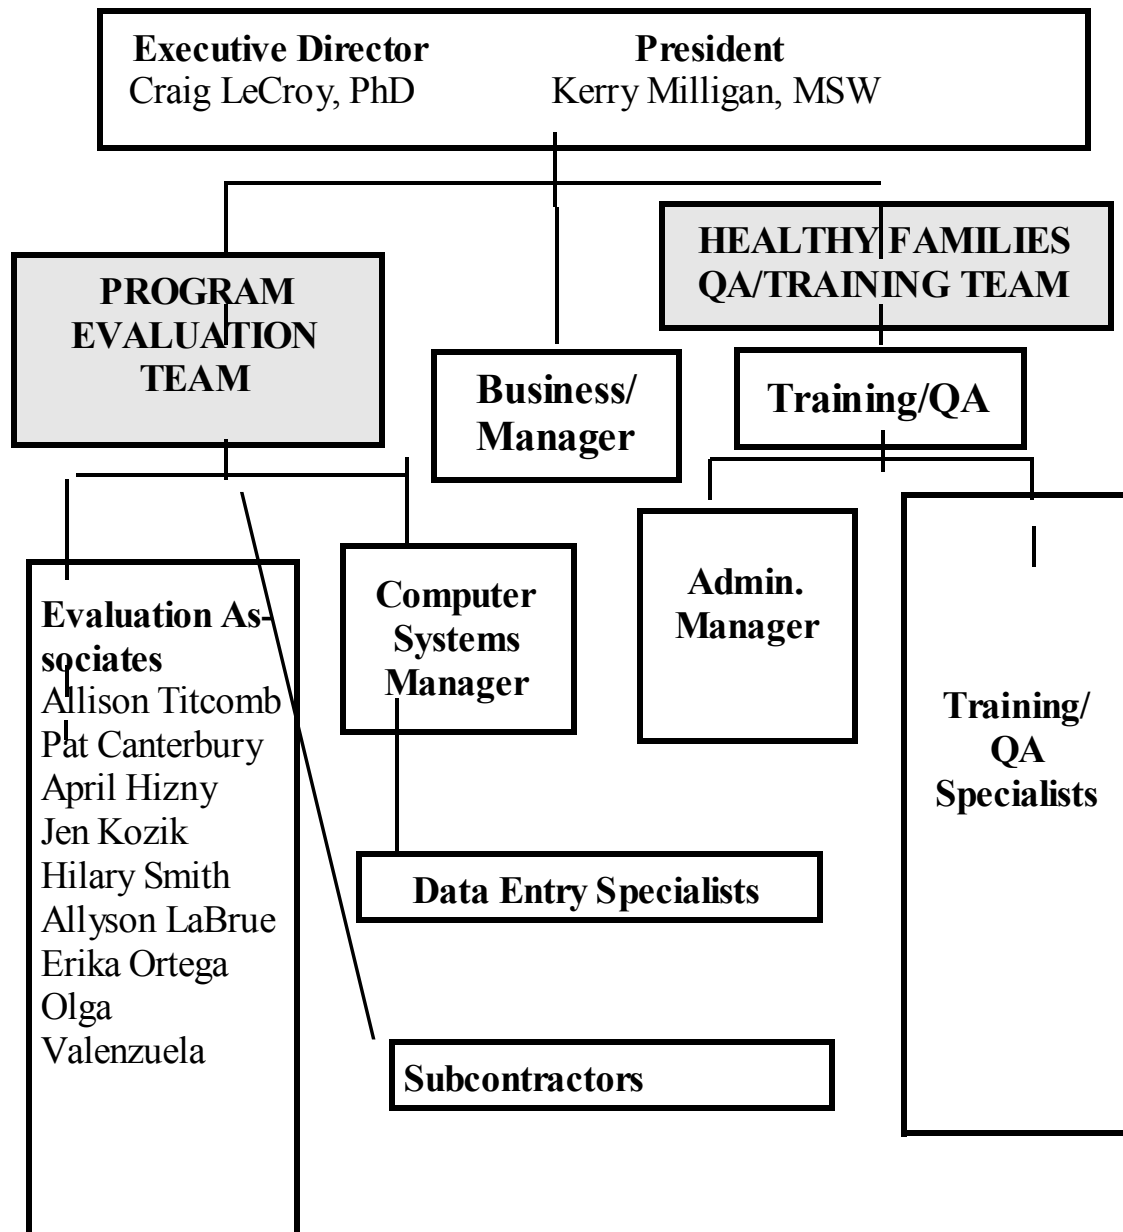 Executive Director President
Craig LeCroy, PhD Kerry Milligan, MSW
HEALTHY FAMILIES
QA/TRAINING TEAM
PROGRAM
EVALUATION
TEAM
Business/
Manager
Training/QA
Evaluation As-
sociates
Allison Titcomb
Pat Canterbury
April Hizny
Jen Kozik
Hilary Smith
Allyson LaBrue
Erika Ortega
Olga
Valenzuela
Computer
Systems
Manager
Admin.
Manager
Training/
QA
Specialists
Data Entry Specialists
Subcontractors